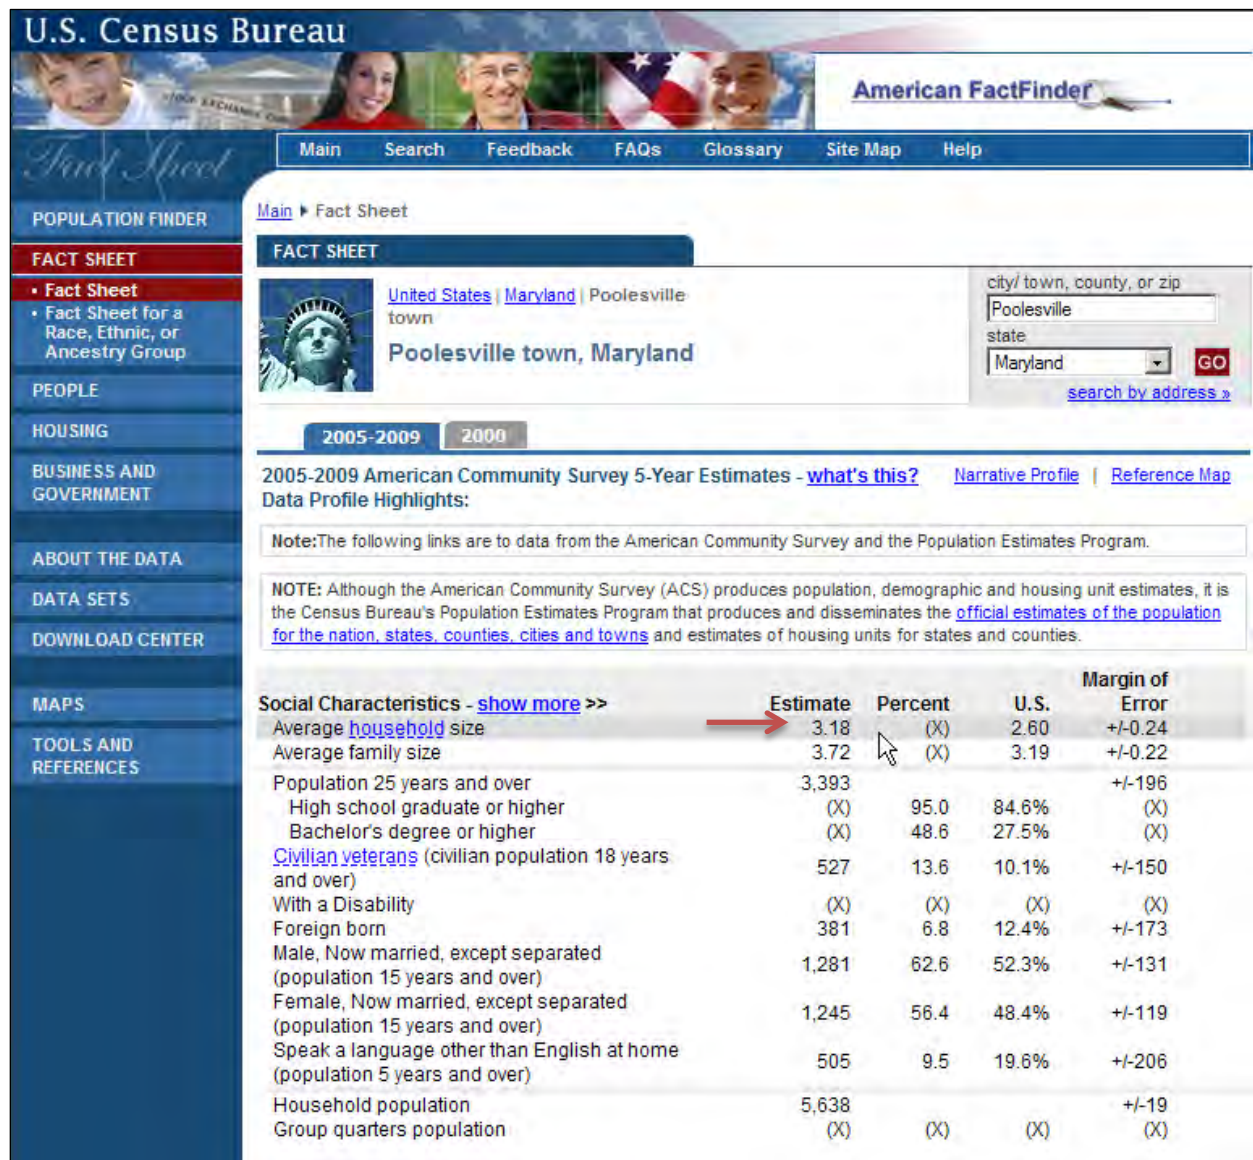 U.S. Census Bureau
STOCK EXCHANGE
American FactFinder
Fact Sheet
Main Search Feedback FAQs Glossary Site Map Help
POPULATION FINDER
FACT SHEET
• Fact Sheet
• Fact Sheet for a
Race, Ethnic, or
Ancestry Group
PEOPLE
HOUSING
BUSINESS AND
GOVERNMENT
ABOUT THE DATA
DATA SETS
DOWNLOAD CENTER
MAPS
TOOLS AND
REFERENCES
Main ▸ Fact Sheet
FACT SHEET
United States | Maryland | Poolesville
town
Poolesville town, Maryland
city/ town, county, or zip
Poolesville
state
Maryland GO
search by address »
2005-2009 2000
2005-2009 American Community Survey 5-Year Estimates - what's this? Narrative Profile | Reference Map
Data Profile Highlights:
Note:The following links are to data from the American Community Survey and the Population Estimates Program.
NOTE: Although the American Community Survey (ACS) produces population, demographic and housing unit estimates, it is
the Census Bureau's Population Estimates Program that produces and disseminates the official estimates of the population
for the nation, states, counties, cities and towns and estimates of housing units for states and counties.
Margin of
Social Characteristics - show more >> Estimate Percent U.S. Error
Average household size 3.18 (X) 2.60 +/-0.24
Average family size 3.72 (X) 3.19 +/-0.22
Population 25 years and over 3,393 +/-196
High school graduate or higher (X) 95.0 84.6% (X)
Bachelor's degree or higher (X) 48.6 27.5% (X)
Civilian veterans (civilian population 18 years
and over) 527 13.6 10.1% +/-150
With a Disability (X) (X) (X) (X)
Foreign born 381 6.8 12.4% +/-173
Male, Now married, except separated
(population 15 years and over) 1,281 62.6 52.3% +/-131
Female, Now married, except separated
(population 15 years and over) 1,245 56.4 48.4% +/-119
Speak a language other than English at home
(population 5 years and over) 505 9.5 19.6% +/-206
Household population 5,638 +/-19
Group quarters population (X) (X) (X) (X)